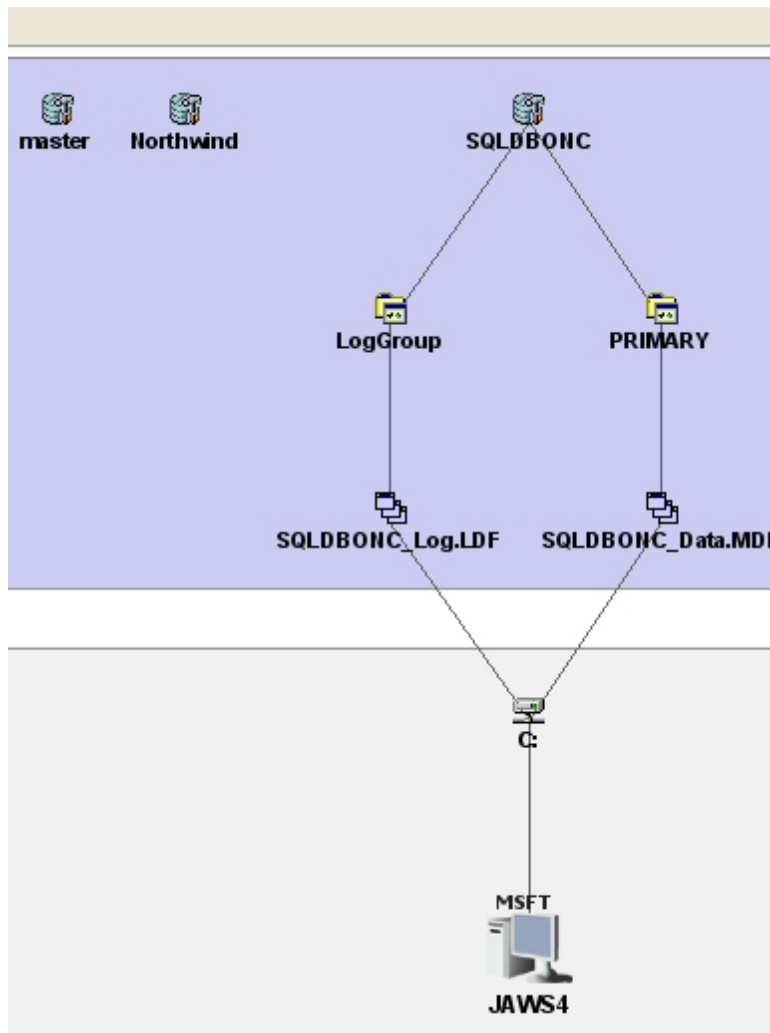 master
Northwind
SQLDBONC
LogGroup
PRIMARY
SQLDBONC_Log.LDF
SQLDBONC_Data.MD
C:
MSFT
JAWS4